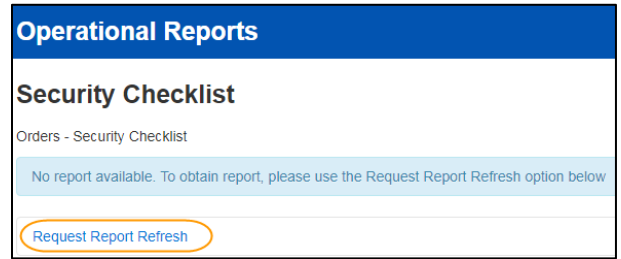 Operational Reports
Security Checklist
Orders - Security Checklist
No report available. To obtain report, please use the Request Report Refresh option below
Request Report Refresh